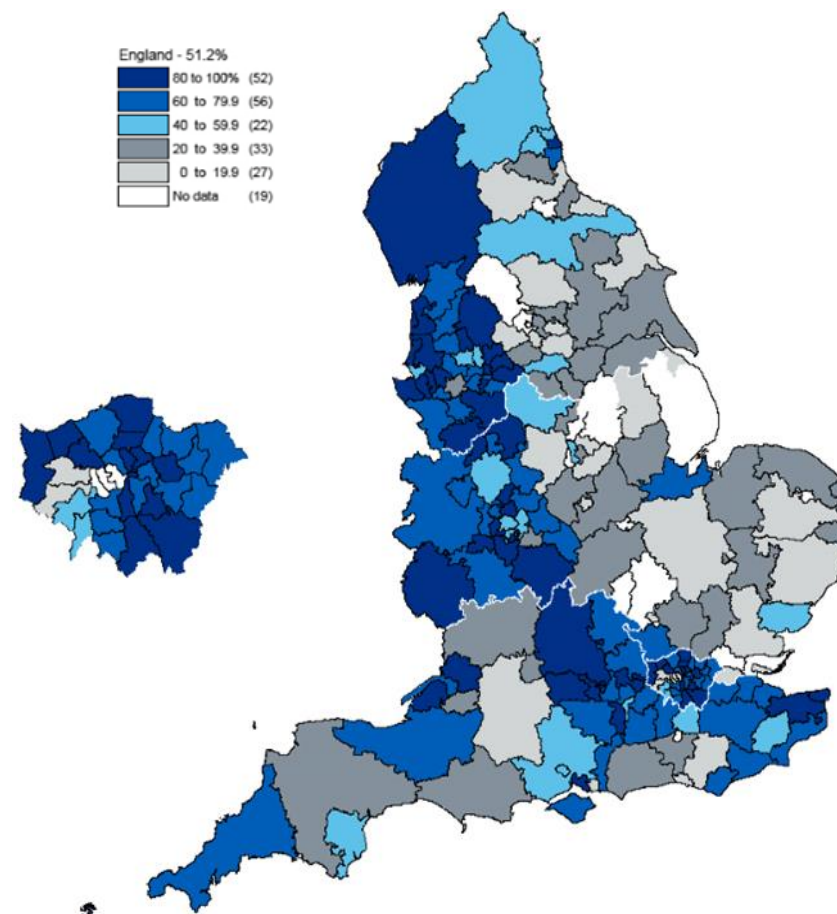 England - 51.2%
80 to 100% (52)
60 to 79.9 (56)
40 to 59.9 (22)
20 to 39.9 (33)
0 to 19.9 (27)
No data (19)